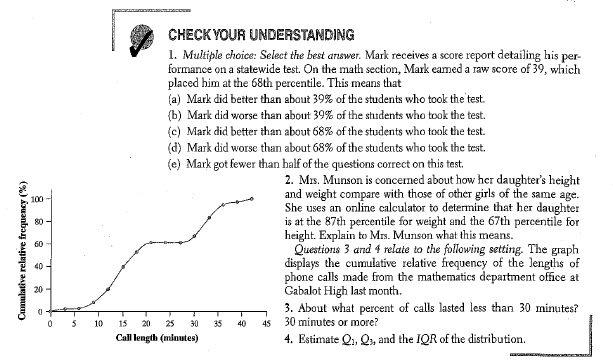 CHECK YOUR UNDERSTANDING
1. Multiple choice: Select the best answer. Mark receives a score report detailing his per-
formance on a statewide test. On the math section, Mark earned a raw score of 39, which
placed him at the 68th percentile. This means that
(a) Mark did better than about 39% of the students who took the test.
(b) Mark did worse than about 39% of the students who took the test.
(c) Mark did better than about 68% of the students who took the test.
(d) Mark did worse than about 68% of the students who took the test.
(e) Mark got fewer than half of the questions correct on this test.
2. Mrs. Munson is concerned about how her daughter's height
and weight compare with those of other girls of the same age.
She uses an online calculator to determine that her daughter
is at the 87th percentile for weight and the 67th percentile for
height. Explain to Mrs. Munson what this means.
Questions 3 and 4 relate to the following setting. The graph
displays the cumulative relative frequency of the lengths of
phone calls made from the mathematics department office at
Gabalot High last month.
3. About what percent of calls lasted less than 30 minutes?
30 minutes or more?
4. Estimate Q1, Q3, and the IQR of the distribution.
Cumulative relative frequency (%)
100
80
60
40
20
0
0 5 10 15 20 25 30 35 40 45
Call length (minutes)